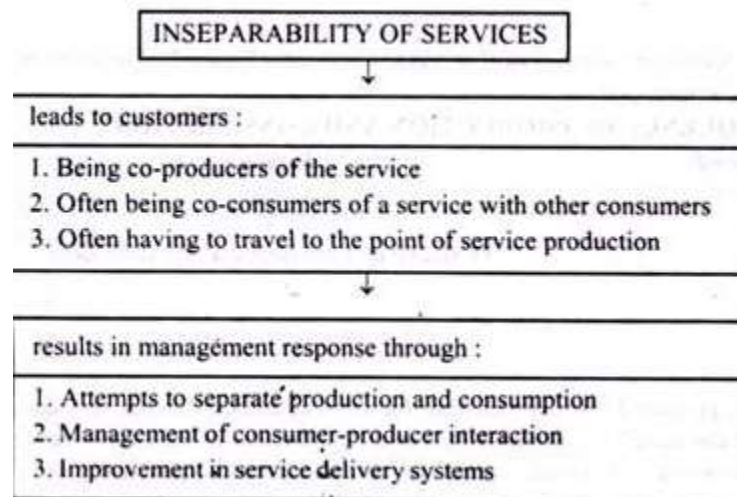 INSEPARABILITY OF SERVICES
leads to customers :
1. Being co-producers of the service
2. Often being co-consumers of a service with other consumers
3. Often having to travel to the point of service production
results in management response through :
1. Attempts to separate production and consumption
2. Management of consumer-producer interaction
3. Improvement in service delivery systems